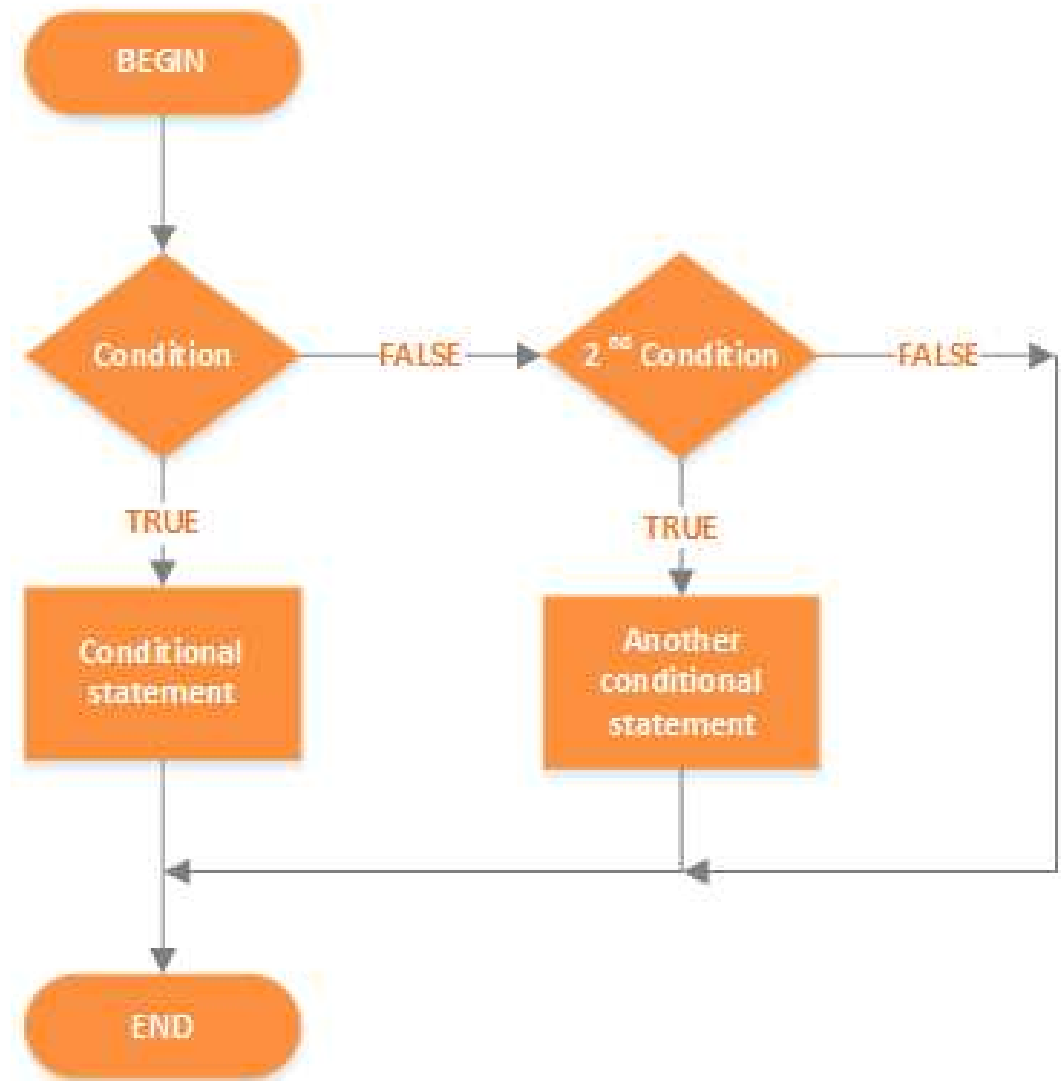 BEGIN
Condition
FALSE
2nd Condition
FALSE
TRUE
TRUE
Conditional
statement
Another
conditional
statement
END